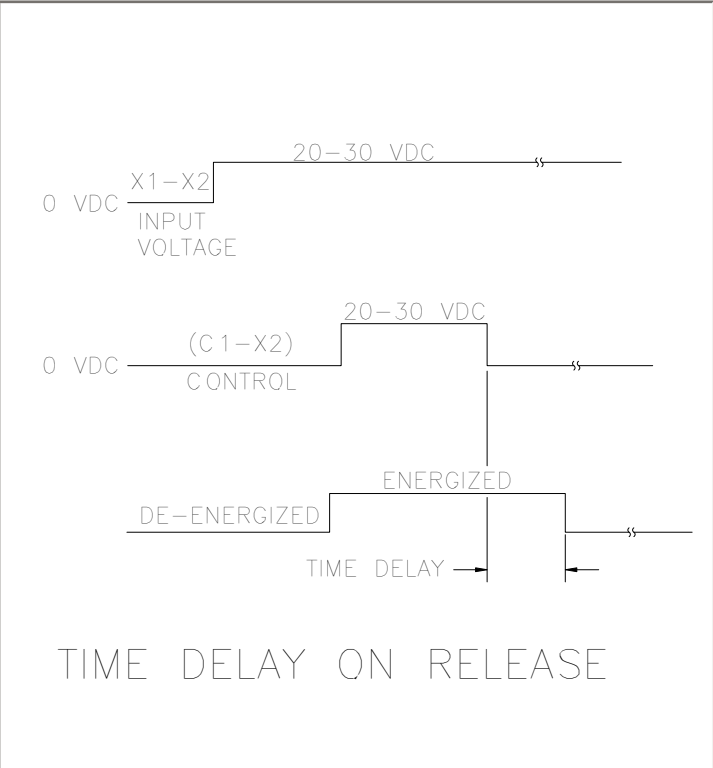 20-30 VDC
X1-X2
0 VDC
INPUT
VOLTAGE
20-30 VDC
(C1-X2)
0 VDC
CONTROL
ENERGIZED
DE-ENERGIZED
TIME DELAY
TIME DELAY ON RELEASE